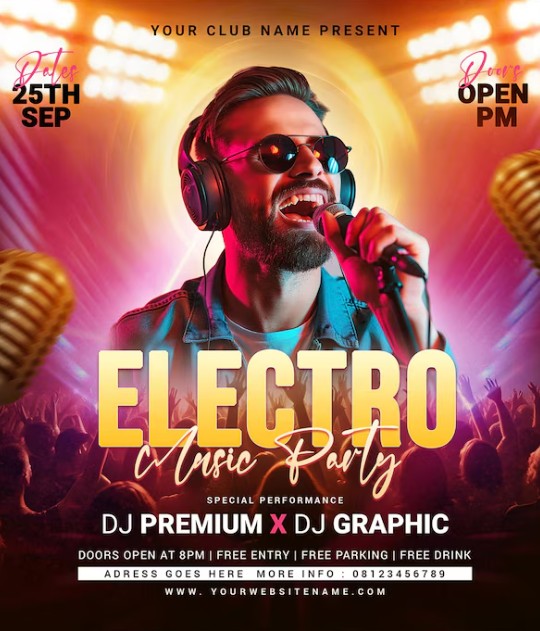 YOUR CLUB NAME PRESENT
Dates
25TH
SEP
Doors
OPEN
PM
ELECTRO
Music Party
SPECIAL PERFORMANCE
DJ PREMIUM X DJ GRAPHIC
DOORS OPEN AT 8PM | FREE ENTRY | FREE PARKING | FREE DRINK
ADRESS GOES HERE MORE INFO : 08123456789
WWW. YOURWEBSITENAME.COM